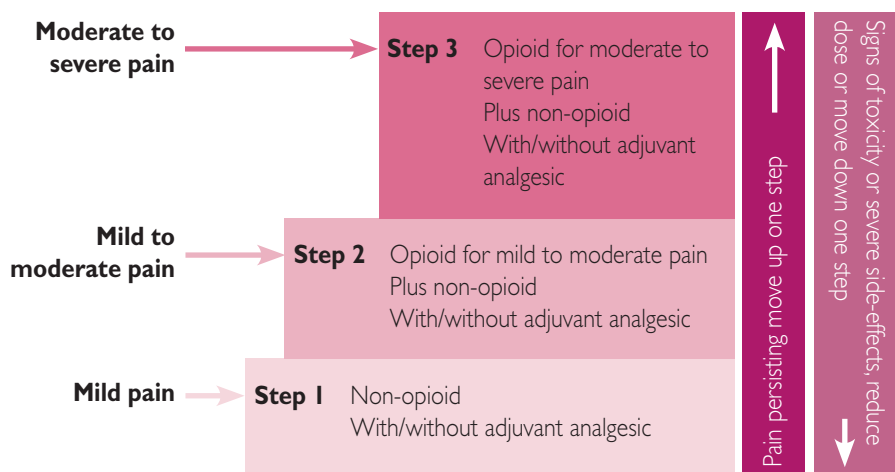 Moderate to
severe pain
Step 3 Opioid for moderate to
severe pain
Plus non-opioid
With/without adjuvant
analgesic
Mild to
moderate pain
Step 2 Opioid for mild to moderate pain
Plus non-opioid
With/without adjuvant analgesic
Mild pain
Step 1 Non-opioid
With/without adjuvant analgesic
Pain persisting move up one step
Signs of toxicity or severe side-effects, reduce
dose or move down one step